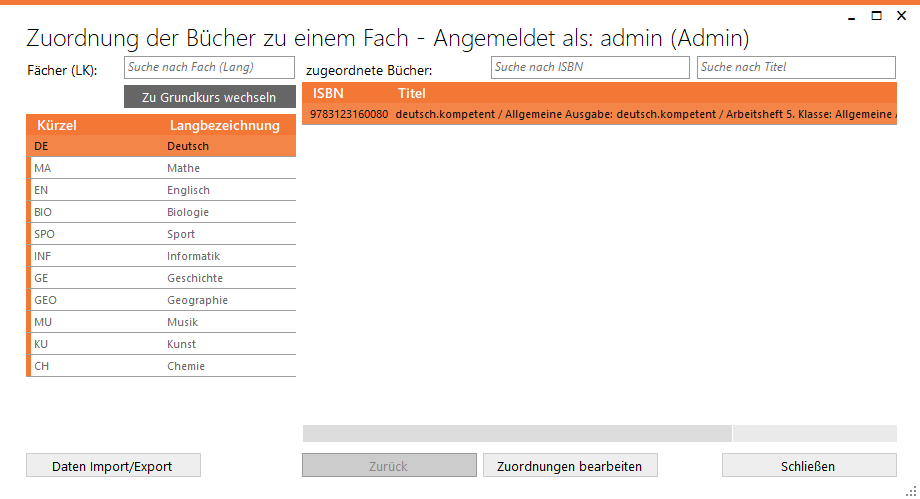 Zuordnung der Bücher zu einem Fach - Angemeldet als: admin (Admin)
Fächer (LK):
Suche nach Fach (Lang)
zugeordnete Bücher:
Suche nach ISBN
Suche nach Titel
Zu Grundkurs wechseln
Kürzel Langbezeichnung
DE Deutsch
MA Mathe
EN Englisch
BIO Biologie
SPO Sport
INF Informatik
GE Geschichte
GEO Geographie
MU Musik
KU Kunst
CH Chemie
ISBN Titel
9783123160080 deutsch.kompetent / Allgemeine Ausgabe: deutsch.kompetent / Arbeitsheft 5. Klasse: Allgemeine A
Daten Import/Export
Zurück
Zuordnungen bearbeiten
Schließen